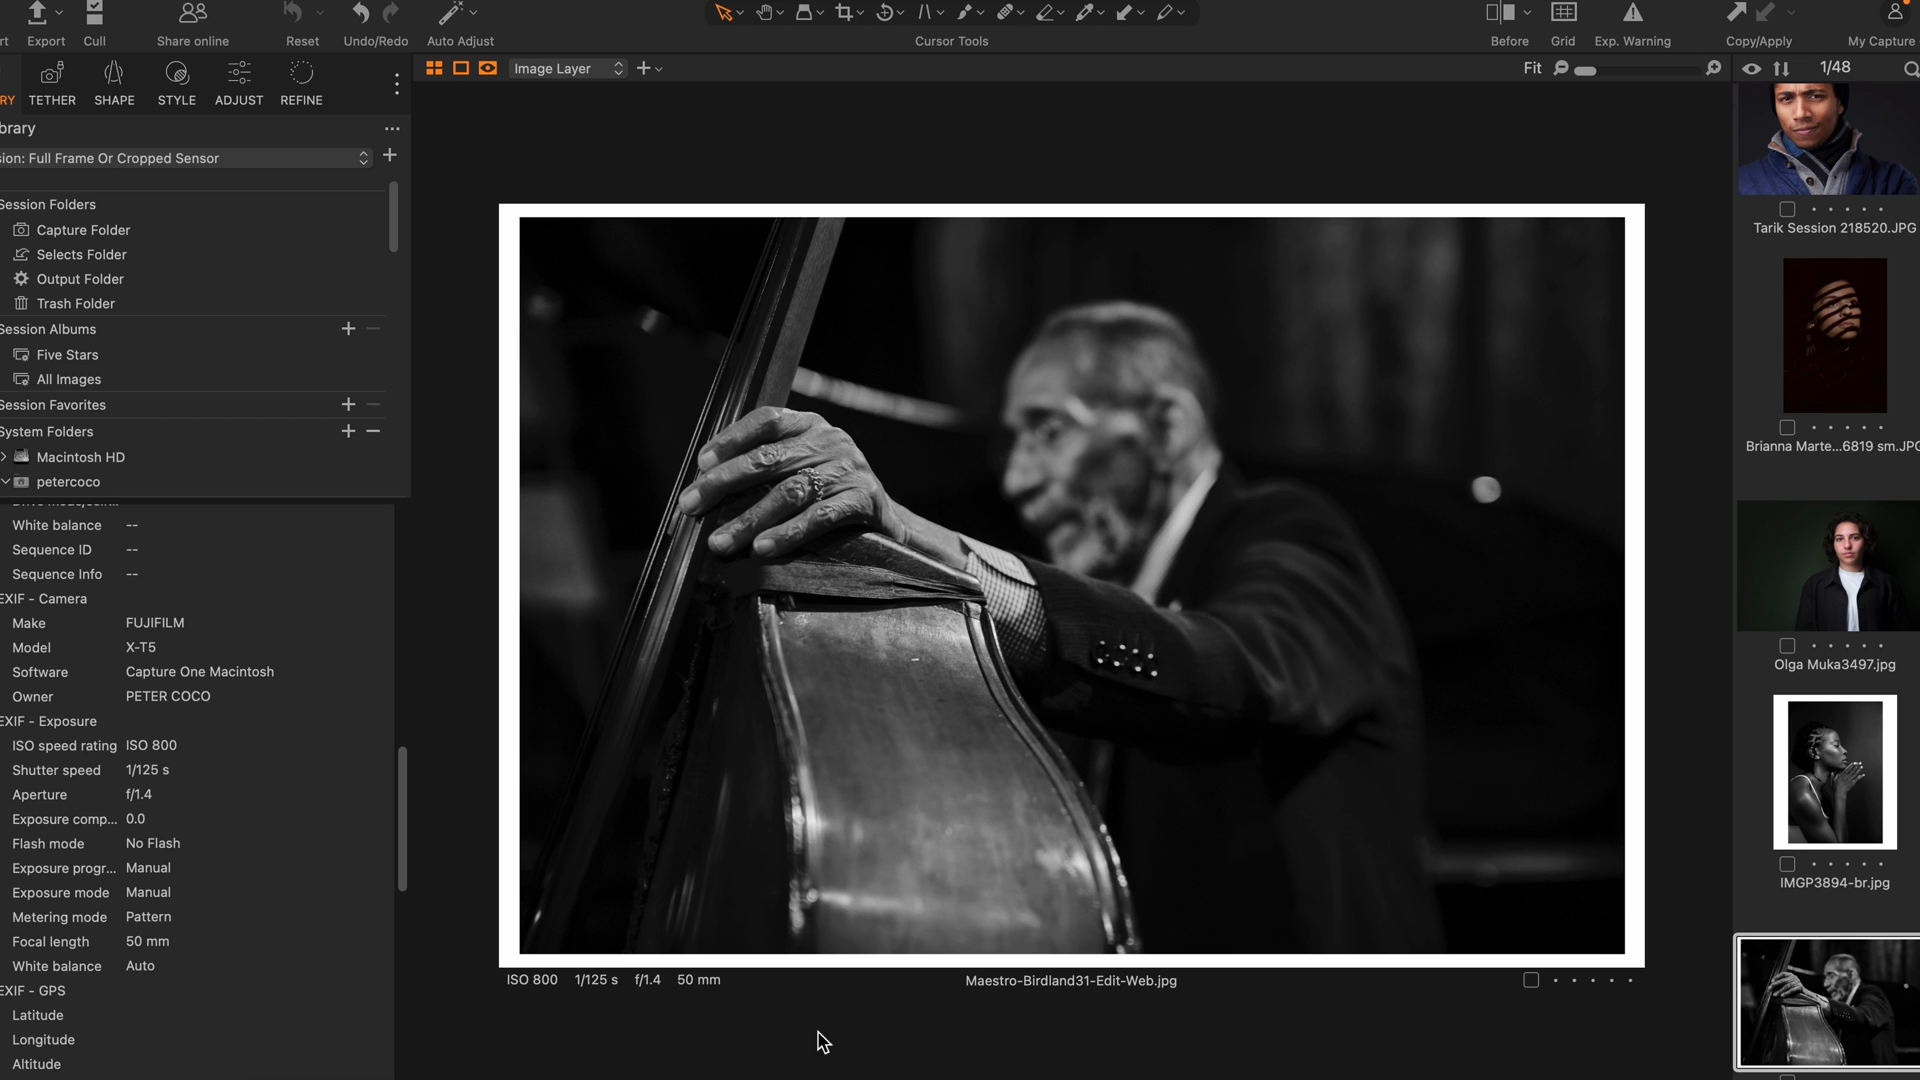 rt Export Cull Share online Reset Undo/Redo Auto Adjust Cursor Tools Before Grid Exp. Warning Copy/Apply My Capture
RY TETHER SHAPE STYLE ADJUST REFINE
Image Layer
Fit
1/48
brary
sion: Full Frame Or Cropped Sensor
Session Folders
Capture Folder
Selects Folder
Output Folder
Trash Folder
Session Albums
Five Stars
All Images
Session Favorites
System Folders
Macintosh HD
petercoco
White balance --
Sequence ID --
Sequence Info --
EXIF - Camera
Make FUJIFILM
Model X-T5
Software Capture One Macintosh
Owner PETER COCO
EXIF - Exposure
ISO speed rating ISO 800
Shutter speed 1/125 s
Aperture f/1.4
Exposure comp... 0.0
Flash mode No Flash
Exposure progr... Manual
Exposure mode Manual
Metering mode Pattern
Focal length 50 mm
White balance Auto
EXIF - GPS
Latitude
Longitude
Altitude
ISO 800 1/125 s f/1.4 50 mm
Maestro-Birdland31-Edit-Web.jpg
Tarik Session 218520.JPG
Brianna Marte...6819 sm.JPG
Olga Muka3497.jpg
IMGP3894-br.jpg